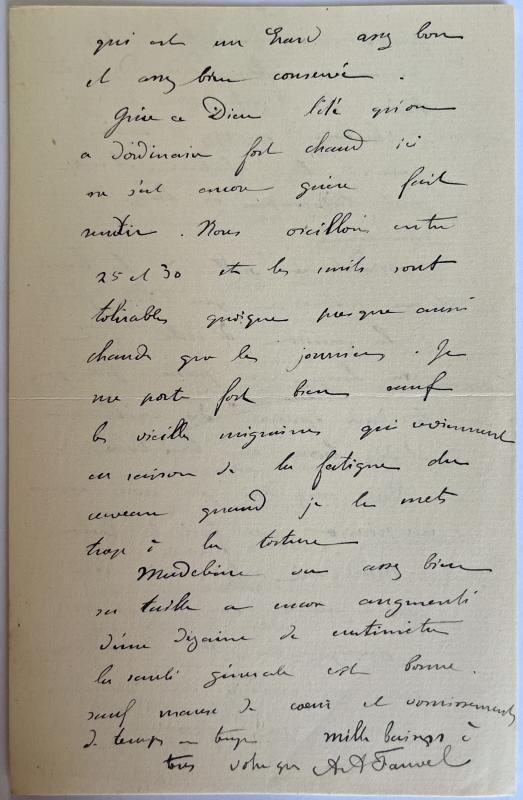 qui est un Erard assez bon
et assez bien conservé.
Grâce à Dieu l'été qu'on
a d'ordinaire fort chaud ici
ne s'est encore guère fait
sentir. Nous oscillons entre
25 et 30 et les nuits sont
tolérables quoique presque aussi
chaudes que les journées. Je
me porte fort bien sauf
les vieilles migraines qui reviennent
en raison de la fatigue du
cerveau quand je le mets
trop à la torture
Madeleine va assez bien
sa taille a encore augmenté
d'une dizaine de centimètres
la santé générale est bonne.
sauf maux de coeur et vomissements
de temps en temps. mille baisers à
tous
A.A Fauvel